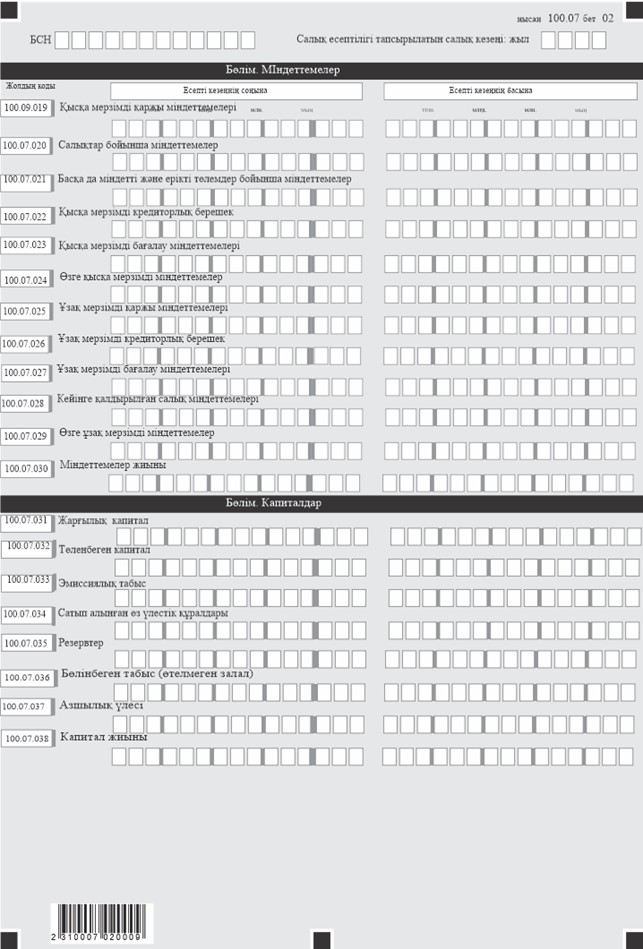 нысан 100.07 бет 02
БСН Салық есептілігі тапсырылатын салық кезеңі: жыл
Бөлім. Міндеттемелер
Жолдың коды Есепті кезеңнің соңына Есепті кезеңнің басына
100.09.019 Қысқа мерзімді қаржы міндеттемелері млн. трлн. млрд. млн. мың
100.07.020 Салықтар бойынша міндеттемелер
100.07.021 Басқа да міндетті және ерікті төлемдер бойынша міндеттемелер
100.07.022 Қысқа мерзімді кредиторлық берешек
100.07.023 Қысқа мерзімді бағалау міндеттемелері
100.07.024 Өзге қысқа мерзімді міндеттемелер
100.07.025 Ұзақ мерзімді қаржы міндеттемелері
100.07.026 Ұзақ мерзімді кредиторлық берешек
100.07.027 Ұзақ мерзімді бағалау міндеттемелері
100.07.028 Кейінге қалдырылған салық міндеттемелері
100.07.029 Өзге ұзақ мерзімді міндеттемелер
100.07.030 Міндеттемелер жиыны
Бөлім. Капиталдар
100.07.031 Жарғылық капитал
100.07.032 Төленбеген капитал
100.07.033 Эмиссиялық табыс
100.07.034 Сатып алынған өз үлестік құралдары
100.07.035 Резервтер
100.07.036 Бөлінбеген табыс (өтелмеген залал)
100.07.037 Азшылық үлесі
100.07.038 Капитал жиыны
2 310007 020009